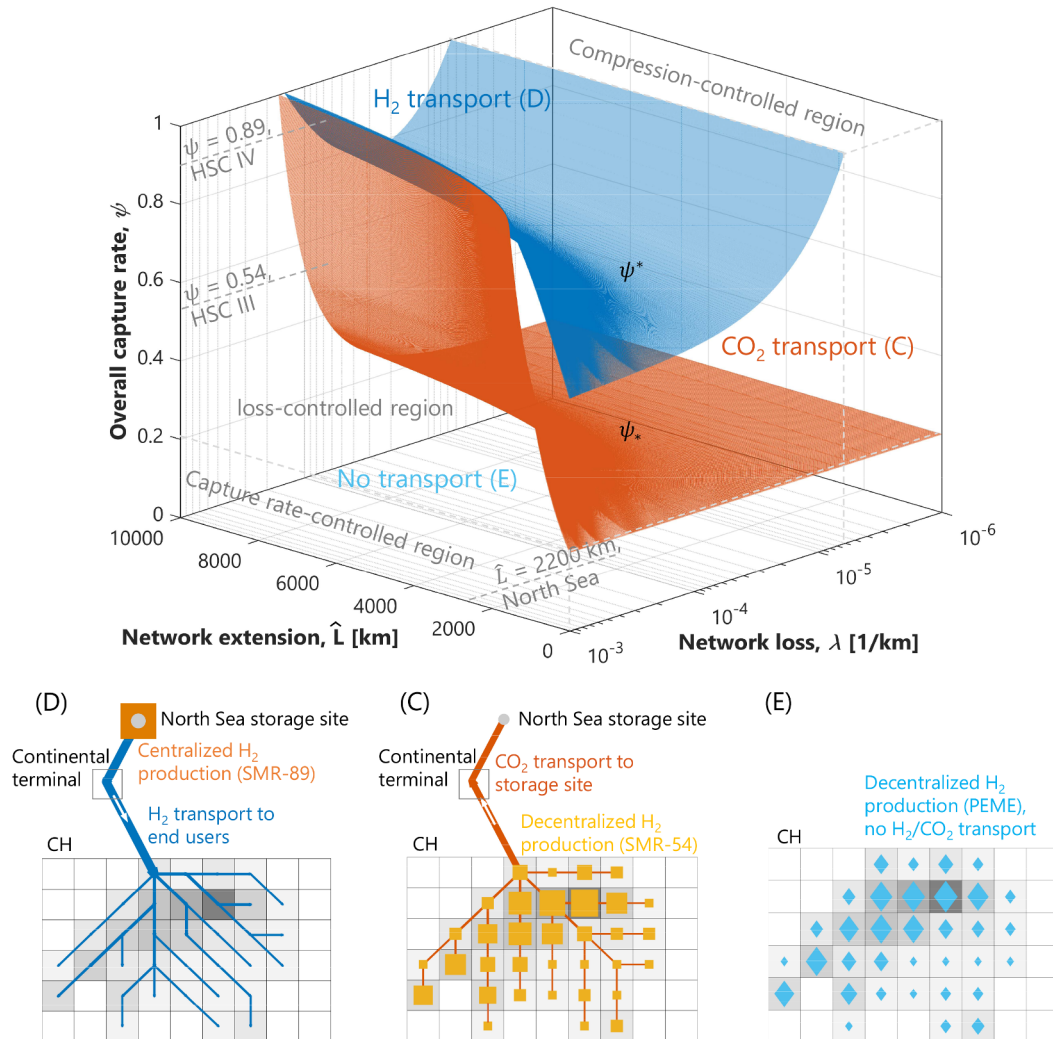 Compression-controlled region
H₂ transport (D)
1
ψ = 0.89,
HSC IV
0.8
ψ = 0.54,
HSC III
0.6
0.4
0.2
0
Overall capture rate, ψ
ψ*
CO₂ transport (C)
loss-controlled region
ψ*
No transport (E)
Capture rate-controlled region
L̂ = 2200 km,
North Sea
10000
8000
6000
4000
2000
0
10⁻³
10⁻⁴
10⁻⁵
10⁻⁶
Network extension, L̂ [km]
Network loss, λ [1/km]
(D)
North Sea storage site
Continental
terminal
Centralized H₂
production (SMR-89)
H₂ transport to
end users
CH
(C)
North Sea storage site
Continental
terminal
CO₂ transport to
storage site
Decentralized H₂
production (SMR-54)
CH
(E)
Decentralized H₂
production (PEME),
no H₂/CO₂ transport
CH